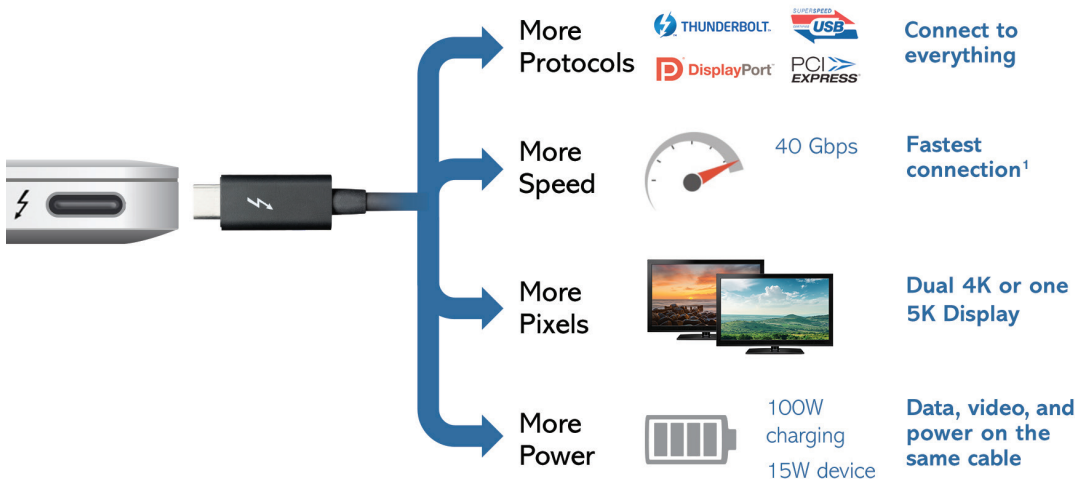 More
Protocols
THUNDERBOLT™
SUPERSPEED
USB
DisplayPort
PCI
EXPRESS®
Connect to
everything
More
Speed
40 Gbps
Fastest
connection¹
More
Pixels
Dual 4K or one
5K Display
More
Power
100W
charging
15W device
Data, video, and
power on the
same cable